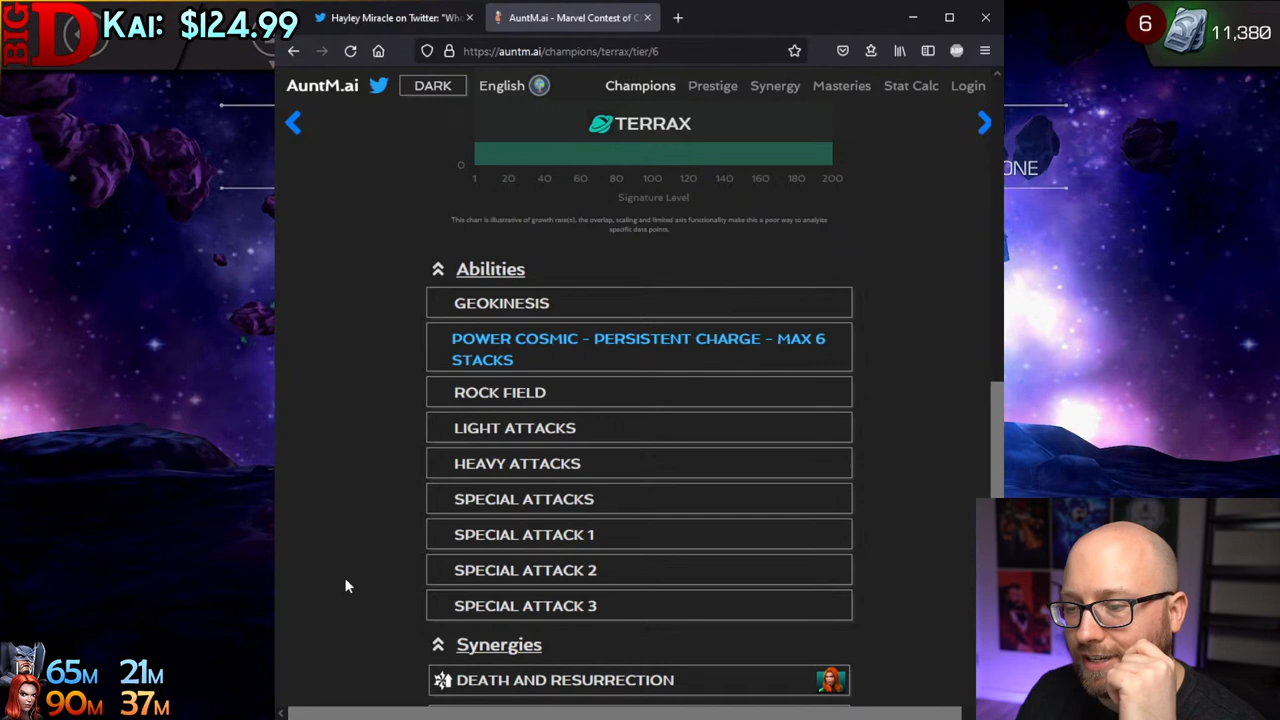 BIG D KAI: $124.99
Hayley Miracle on Twitter: "Who
AuntM.ai - Marvel Contest of C
6
11,380
https://auntm.ai/champions/terrax/tier/6
AuntM.ai DARK English Champions Prestige Synergy Masteries Stat Calc Login
TERRAX
ONE
0
1 20 40 60 80 100 120 140 160 180 200
Signature Level
This chart is illustrative of growth rate(s), the overlap, scaling and limited axis functionality make this a poor way to analyize
specific data points.
Abilities
GEOKINESIS
POWER COSMIC - PERSISTENT CHARGE - MAX 6
STACKS
ROCK FIELD
LIGHT ATTACKS
HEAVY ATTACKS
SPECIAL ATTACKS
SPECIAL ATTACK 1
SPECIAL ATTACK 2
SPECIAL ATTACK 3
Synergies
DEATH AND RESURRECTION
65M 21M
90M 37M